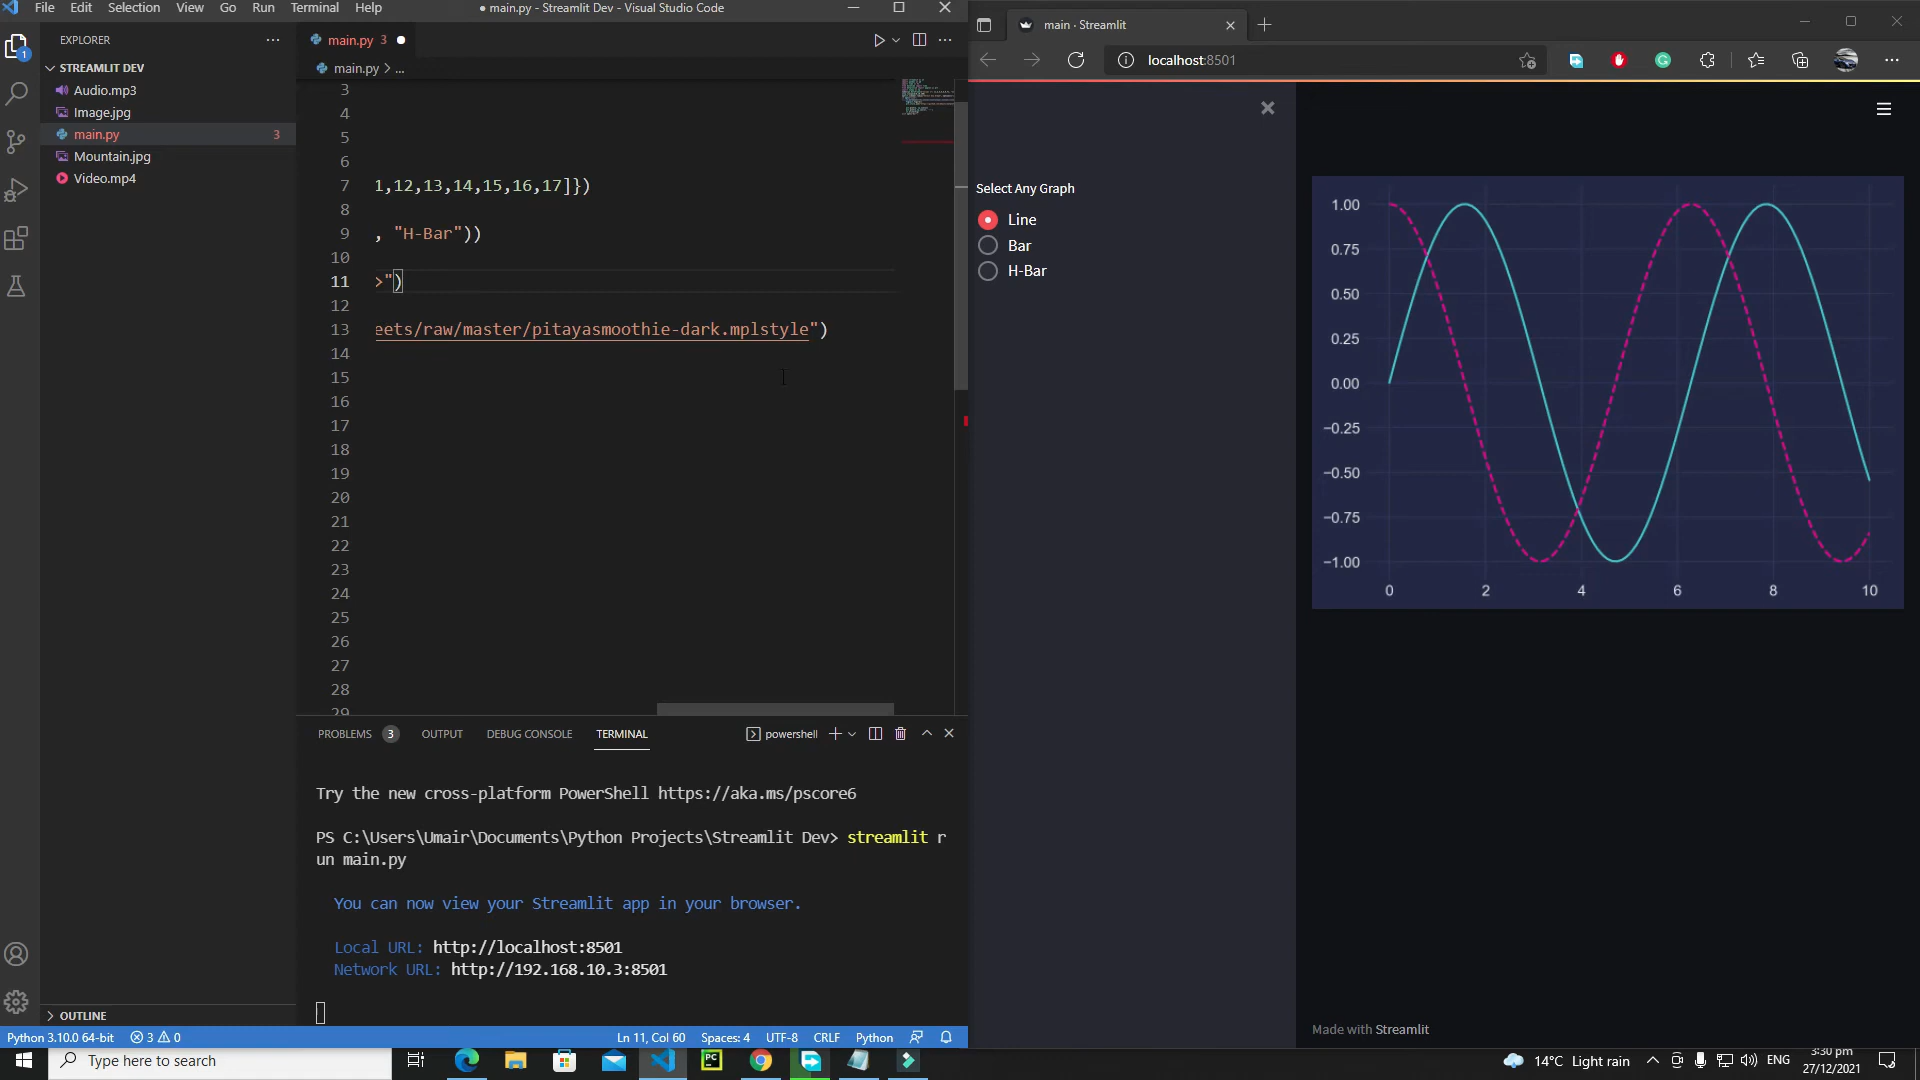 File Edit Selection View Go Run Terminal Help
● main.py - Streamlit Dev - Visual Studio Code
main · Streamlit
EXPLORER
main.py 3
localhost:8501
STREAMLIT DEV
main.py > ...
Audio.mp3
Image.jpg
main.py 3
Mountain.jpg
Video.mp4
1
3
4
5
6
7 1,12,13,14,15,16,17]})
8
9 , "H-Bar"))
10
11 >")
12
13 eets/raw/master/pitayasmoothie-dark.mplstyle")
14
15
16
17
18
19
20
21
22
23
24
25
26
27
28
29
PROBLEMS 3 OUTPUT DEBUG CONSOLE TERMINAL powershell
Try the new cross-platform PowerShell https://aka.ms/pscore6
PS C:\Users\Umair\Documents\Python Projects\Streamlit Dev> streamlit r
un main.py
You can now view your Streamlit app in your browser.
Local URL: http://localhost:8501
Network URL: http://192.168.10.3:8501
OUTLINE
Python 3.10.0 64-bit 3 0 Ln 11, Col 60 Spaces: 4 UTF-8 CRLF Python
Select Any Graph
Line
Bar
H-Bar
1.00
0.75
0.50
0.25
0.00
−0.25
−0.50
−0.75
−1.00
0 2 4 6 8 10
Made with Streamlit
Type here to search
PC
14°C Light rain
ENG
3:30 pm
27/12/2021